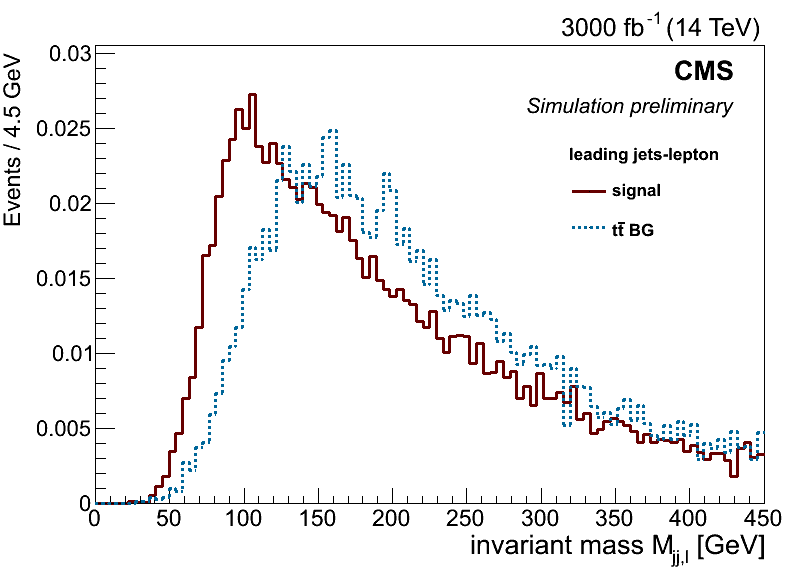 3000 fb⁻¹ (14 TeV)
CMS
Simulation preliminary
leading jets-lepton
signal
tt̄ BG
Events / 4.5 GeV
0.03
0.025
0.02
0.015
0.01
0.005
0
0 50 100 150 200 250 300 350 400 450
invariant mass M_jj,l [GeV]